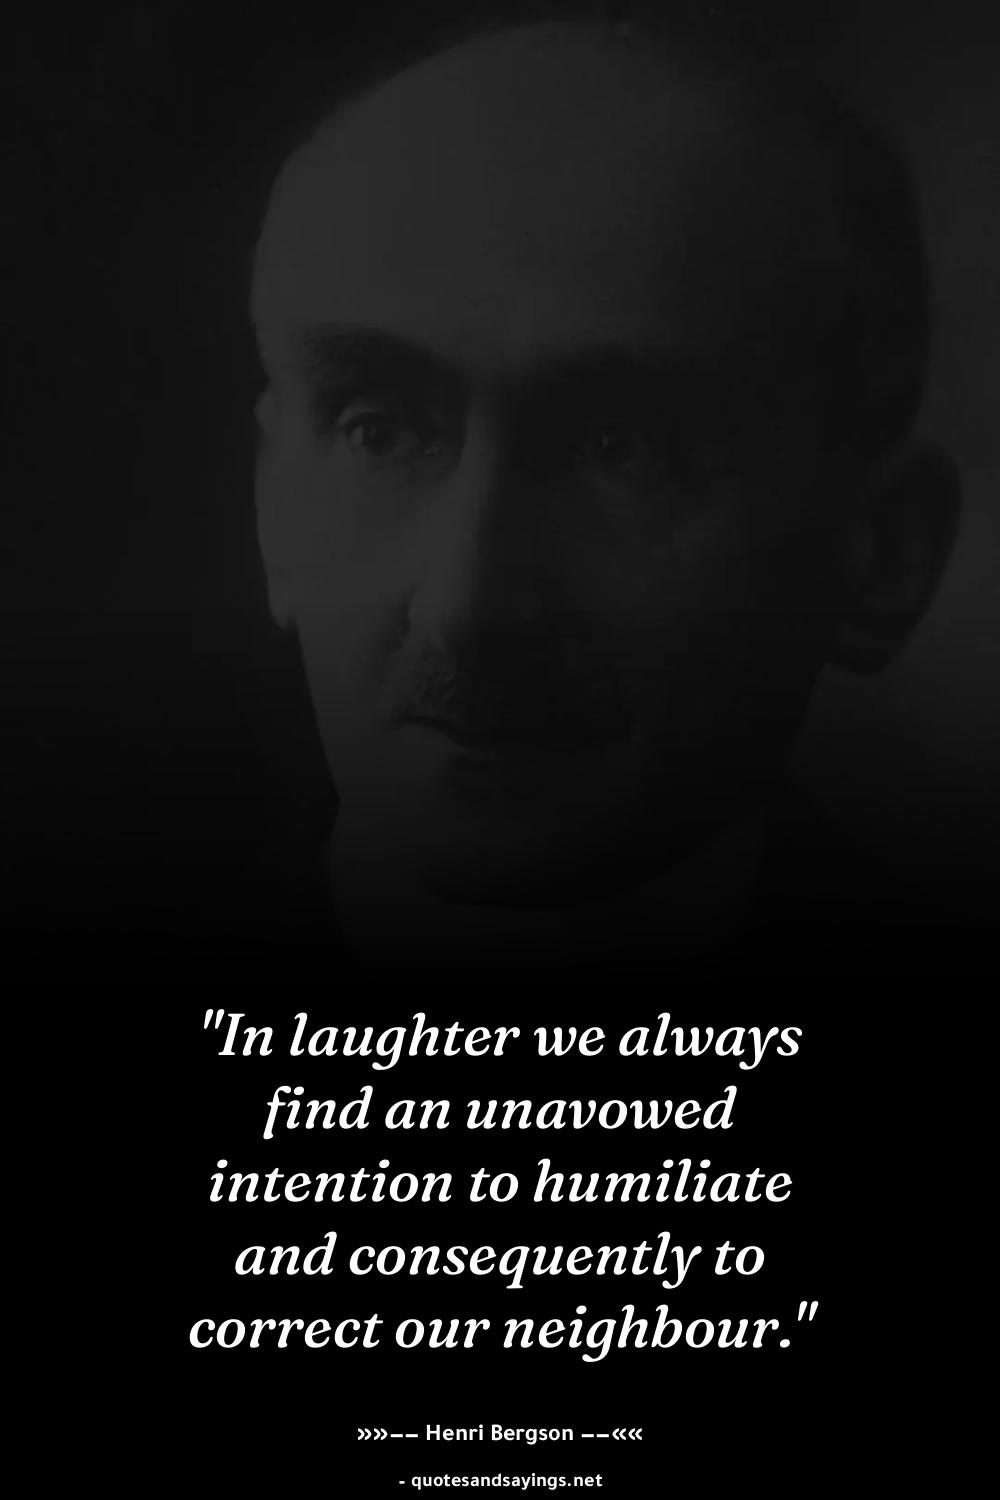 "In laughter we always
find an unavowed
intention to humiliate
and consequently to
correct our neighbour."
»»−− Henri Bergson −−««
- quotesandsayings.net